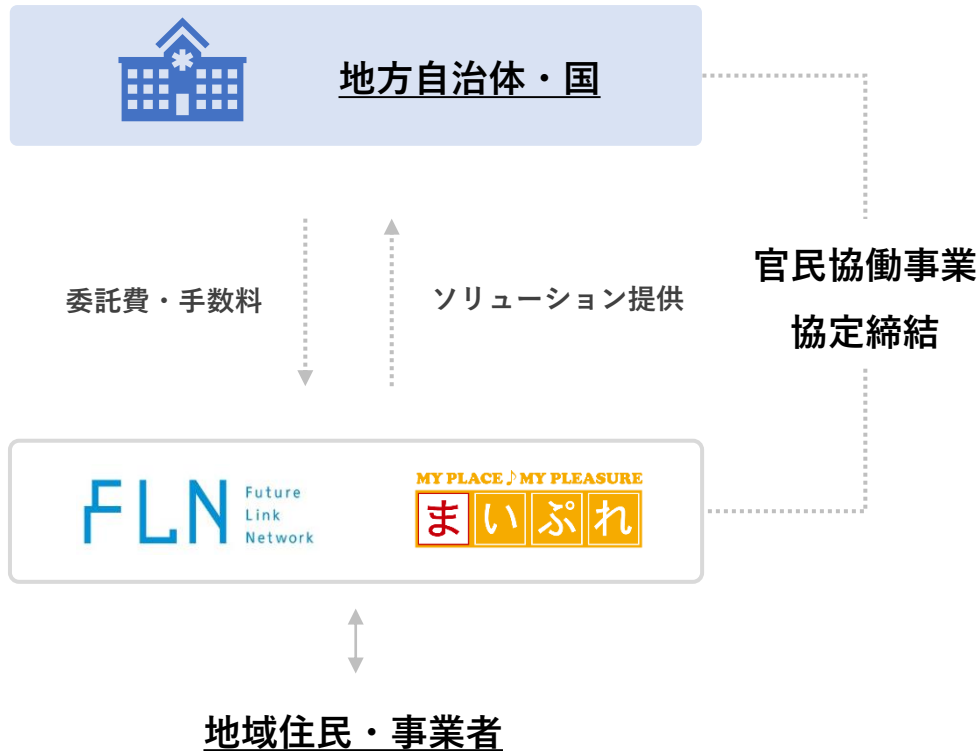 地方自治体・国
官民協働事業
協定締結
委託費・手数料
ソリューション提供
FLN
Future
Link
Network
MY PLACE♪MY PLEASURE
まいぷれ
地域住民・事業者